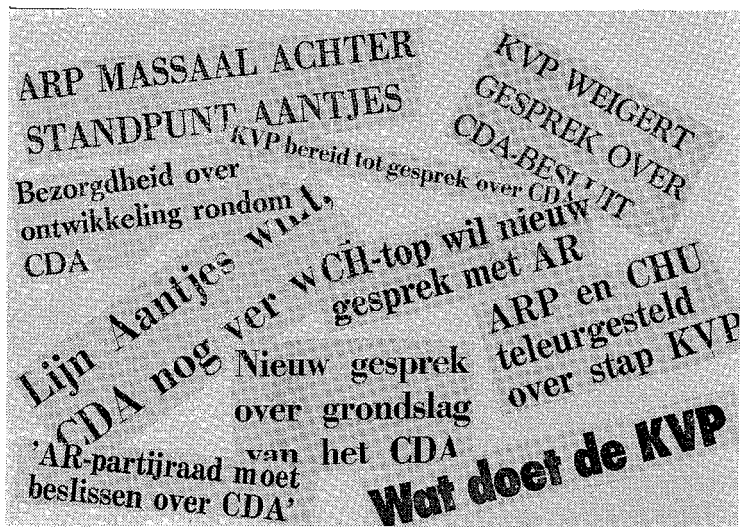 ARP MASSAAL ACHTER
STANDPUNT AANTJES
KVP WEIGERT
GESPREK OVER
CDA-BESLUIT
KVP bereid tot gesprek over CDA
Bezorgdheid over
ontwikkeling rondom
CDA
Lijn Aantjes wint,
CDA nog ver w
CH-top wil nieuw
gesprek met AR
ARP en CHU
teleurgesteld
over stap KVP
Nieuw gesprek
over grondslag
van het CDA
'AR-partijraad moet
beslissen over CDA'
Wat doet de KVP